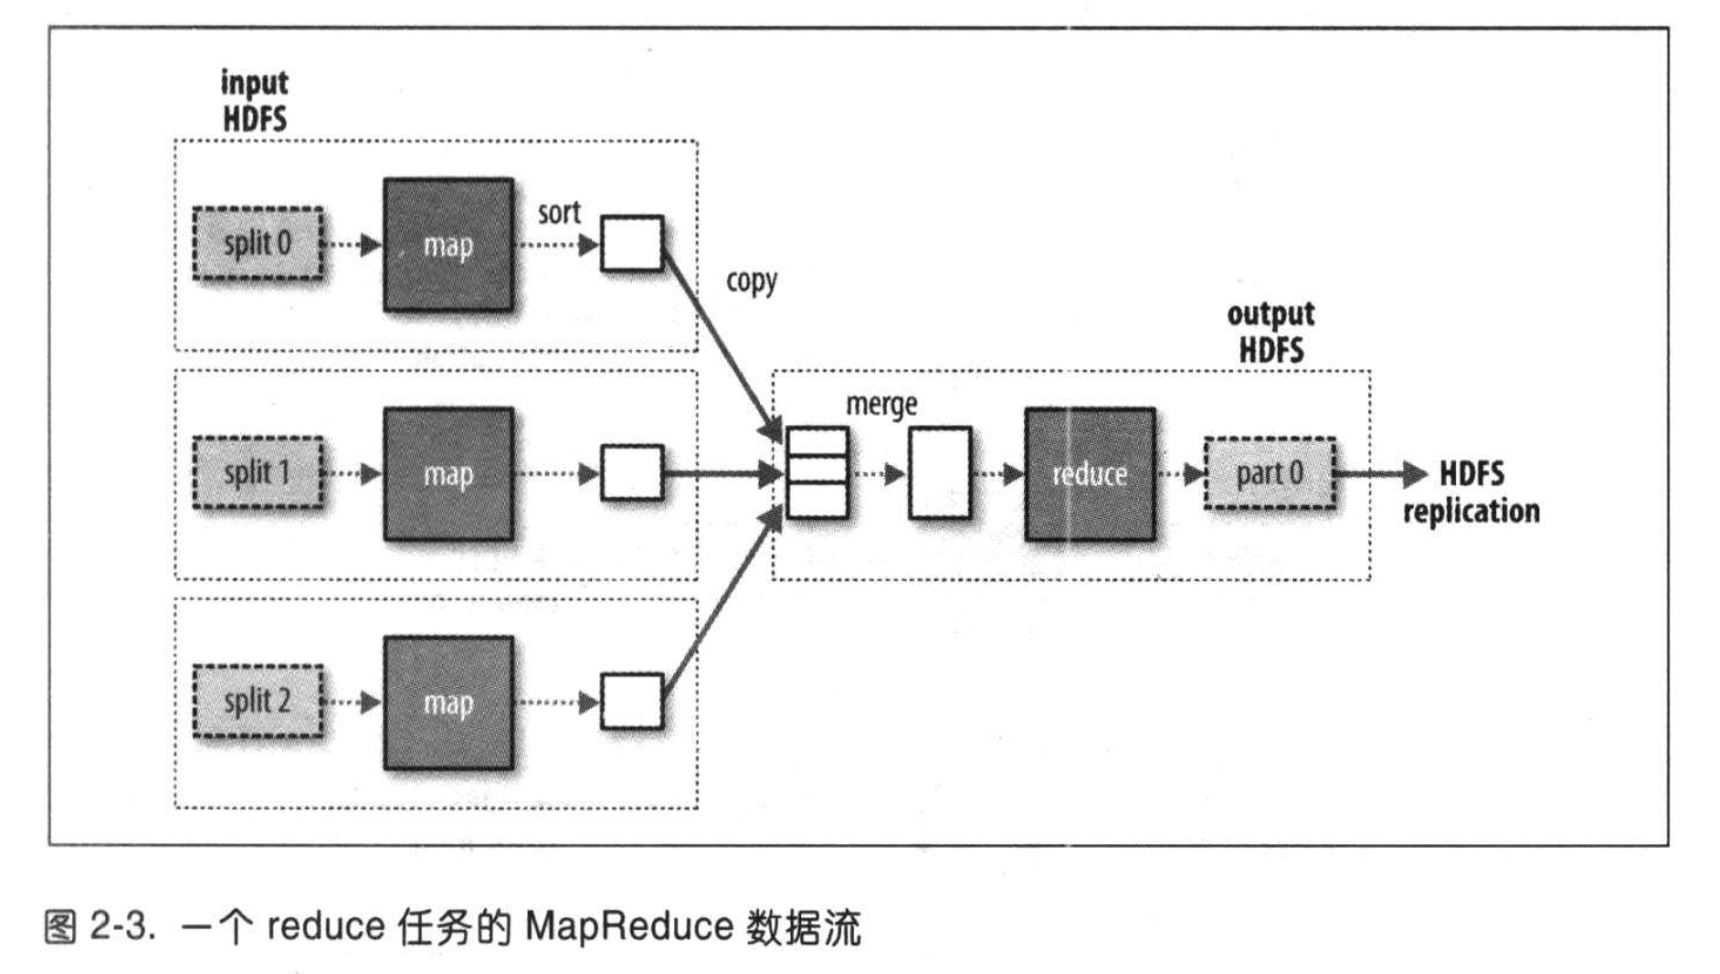 input
HDFS
split 0
map
sort
copy
split 1
map
split 2
map
output
HDFS
merge
reduce
part 0
HDFS
replication
图 2-3. 一个 reduce 任务的 MapReduce 数据流